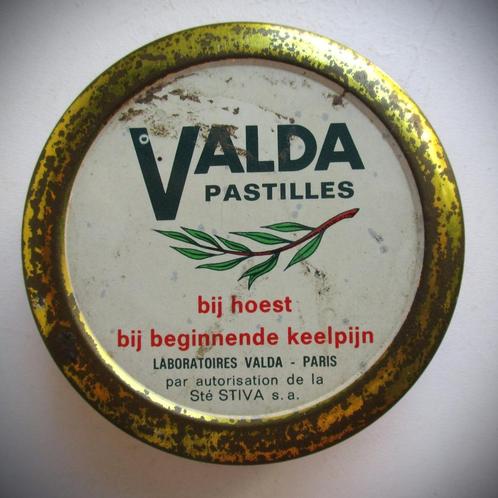 VALDA
PASTILLES
bij hoest
bij beginnende keelpijn
LABORATOIRES VALDA - PARIS
par autorisation de la
Sté STIVA s.a.